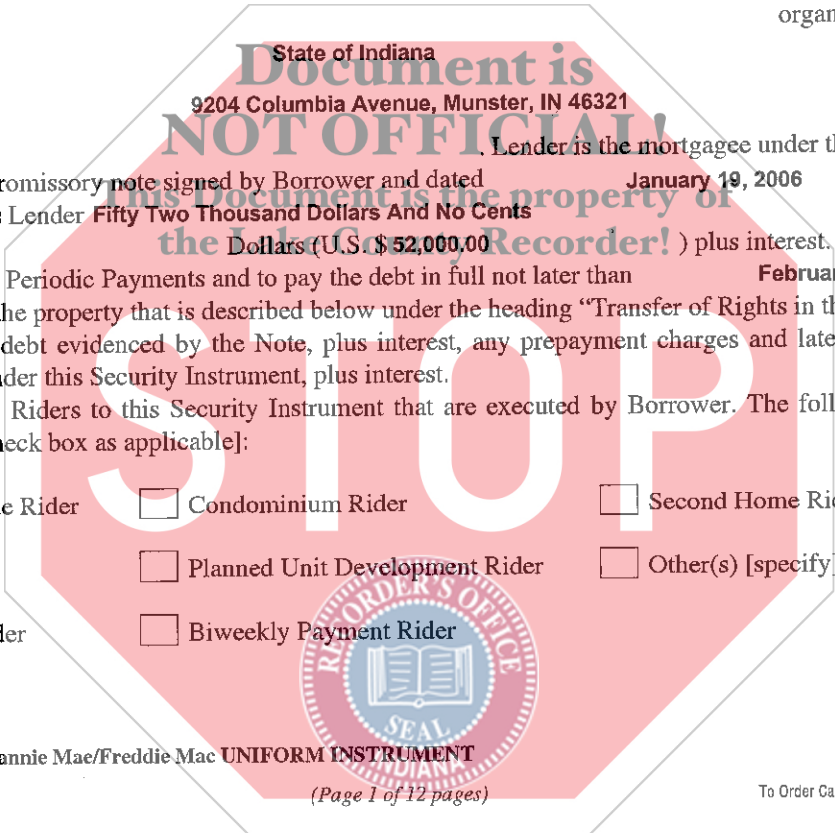 organ
State of Indiana
Document is
9204 Columbia Avenue, Munster, IN 46321
NOT OFFICIAL!
. Lender is the mortgagee under th
romissory note signed by Borrower and dated January 19, 2006
This Document is the property of
Lender Fifty Two Thousand Dollars And No Cents
the Lake County Recorder!
Dollars (U.S. $ 52,000,00 ) plus interest.
Periodic Payments and to pay the debt in full not later than Februar
he property that is described below under the heading “Transfer of Rights in th
debt evidenced by the Note, plus interest, any prepayment charges and late
der this Security Instrument, plus interest.
Riders to this Security Instrument that are executed by Borrower. The foll
eck box as applicable]:
STOP
e Rider Condominium Rider Second Home Rid
Planned Unit Development Rider Other(s) [specify]
ler Biweekly Payment Rider
RECORDER'S OFFICE
SEAL
INDIANA
annie Mae/Freddie Mac UNIFORM INSTRUMENT
(Page 1 of 12 pages)
To Order Ca